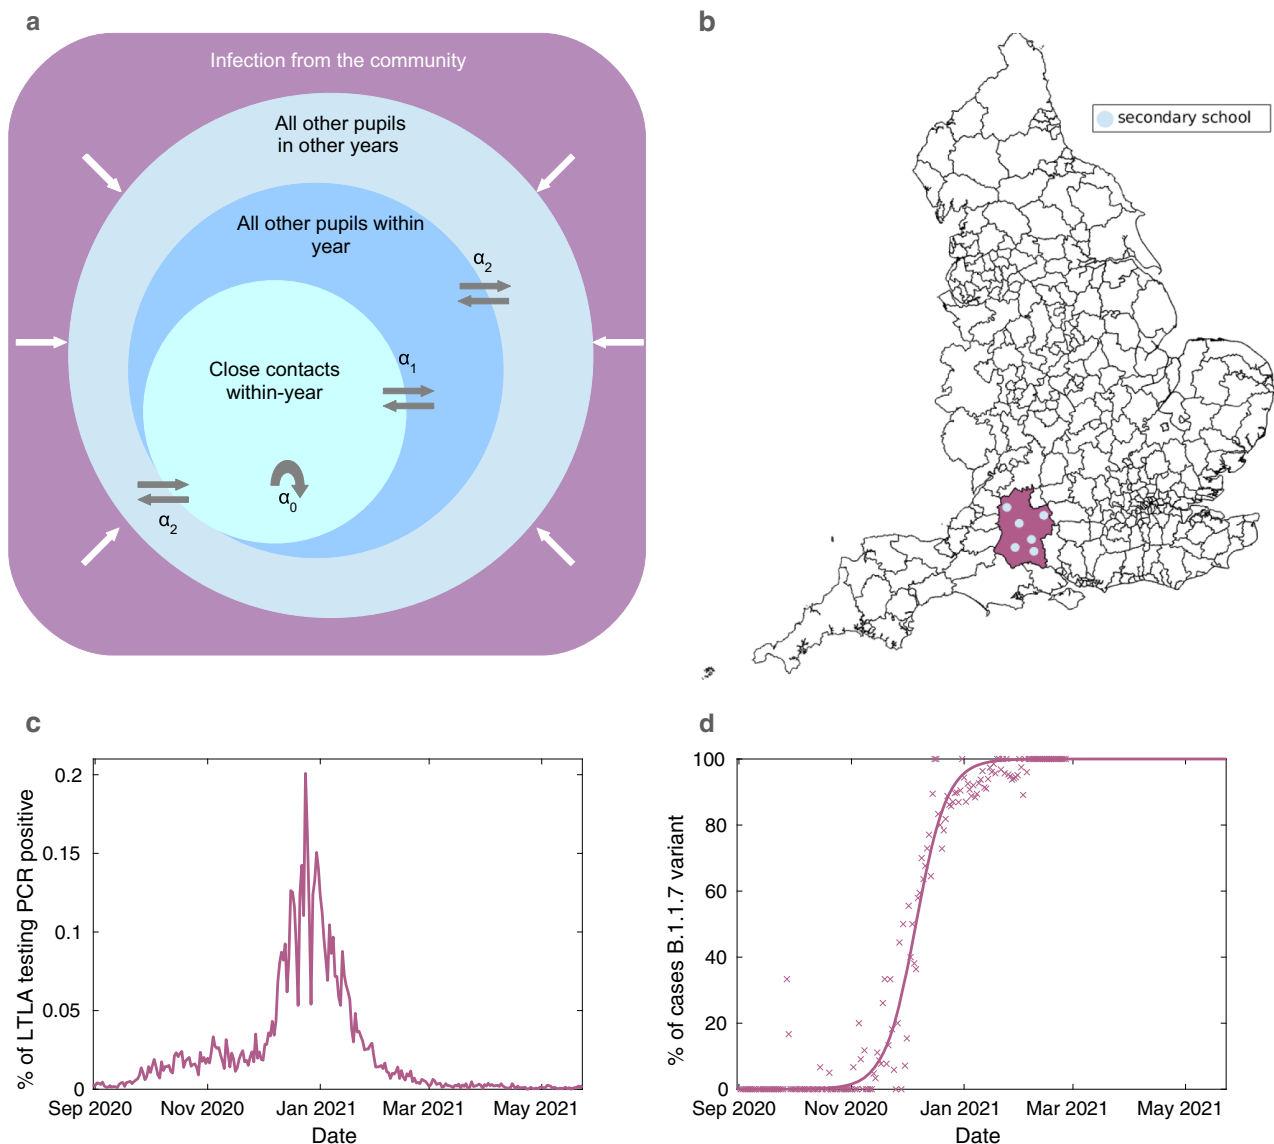 a
Infection from the community
All other pupils
in other years
All other pupils within
year
α2
Close contacts
within-year
α1
α0
α2
b
secondary school
c
% of LTLA testing PCR positive
0.2
0.15
0.1
0.05
0
Sep 2020
Nov 2020
Jan 2021
Mar 2021
May 2021
Date
d
% of cases B.1.1.7 variant
100
80
60
40
20
0
Sep 2020
Nov 2020
Jan 2021
Mar 2021
May 2021
Date